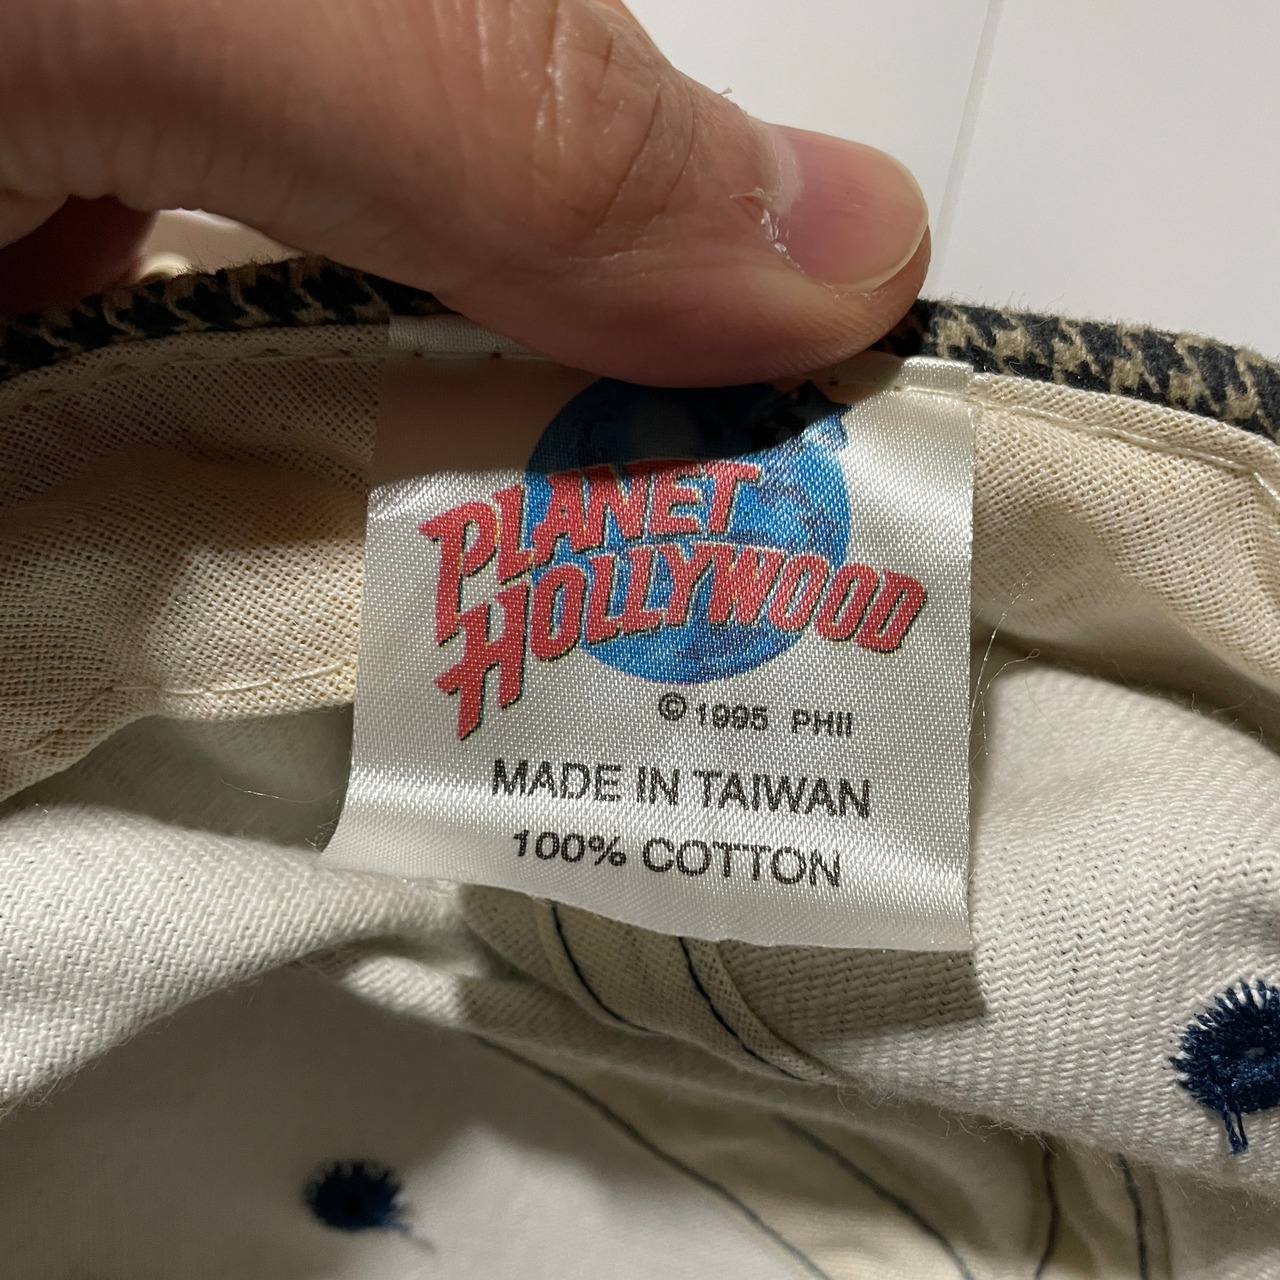 PLANET
HOLLYWOOD
© 1995 PHII
MADE IN TAIWAN
100% COTTON